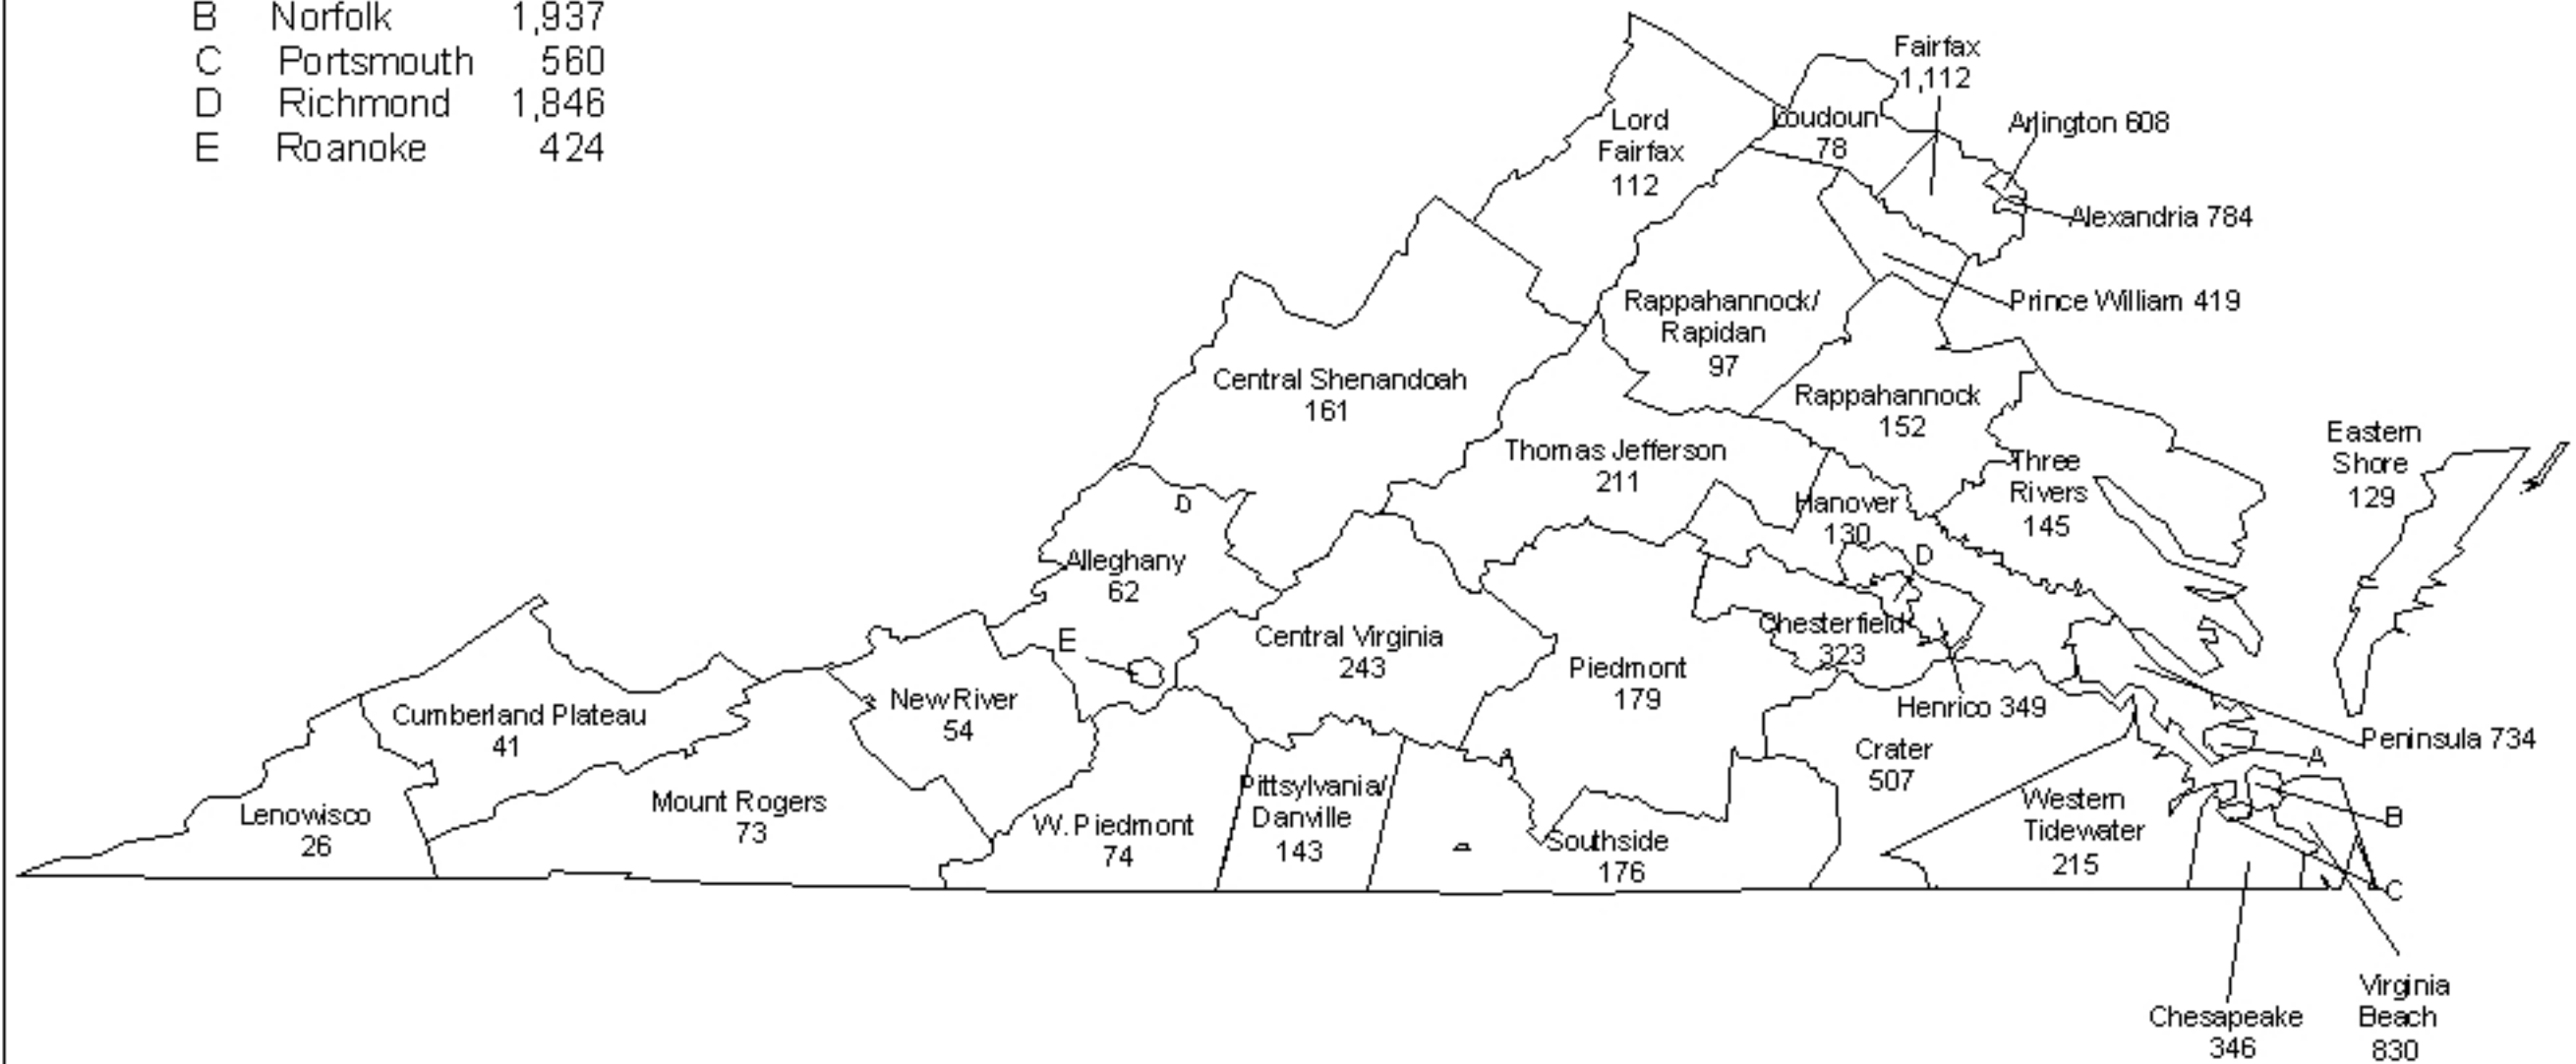 B Norfolk 1,937
C Portsmouth 560
D Richmond 1,846
E Roanoke 424
Fairfax
1,112
Lord
Fairfax
112
Loudoun
78
Arlington 608
Alexandria 784
Prince William 419
Rappahannock/
Rapidan
97
Central Shenandoah
161
Rappahannock
152
Thomas Jefferson
211
Eastern
Shore
129
Three
Rivers
145
Hanover
130
D
D
Alleghany
62
E
Central Virginia
243
Chesterfield
323
Piedmont
179
Henrico 349
New River
54
Cumberland Plateau
41
Peninsula 734
A
Crater
507
Lenowisco
26
Mount Rogers
73
W. Piedmont
74
Pittsylvania/
Danville
143
Southside
176
Western
Tidewater
215
B
C
Chesapeake
346
Virginia
Beach
830